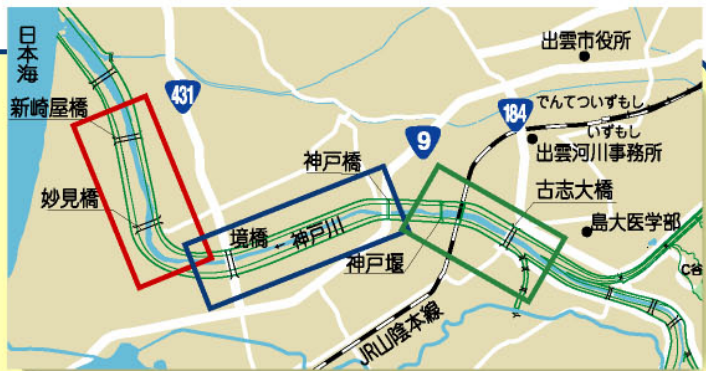 日本海
新崎屋橋
妙見橋
431
境橋
←神戸川
神戸橋
9
184
出雲市役所
でんてついずもし
いずもし
出雲河川事務所
古志大橋
島大医学部
神戸堰
JR山陰本線
C谷